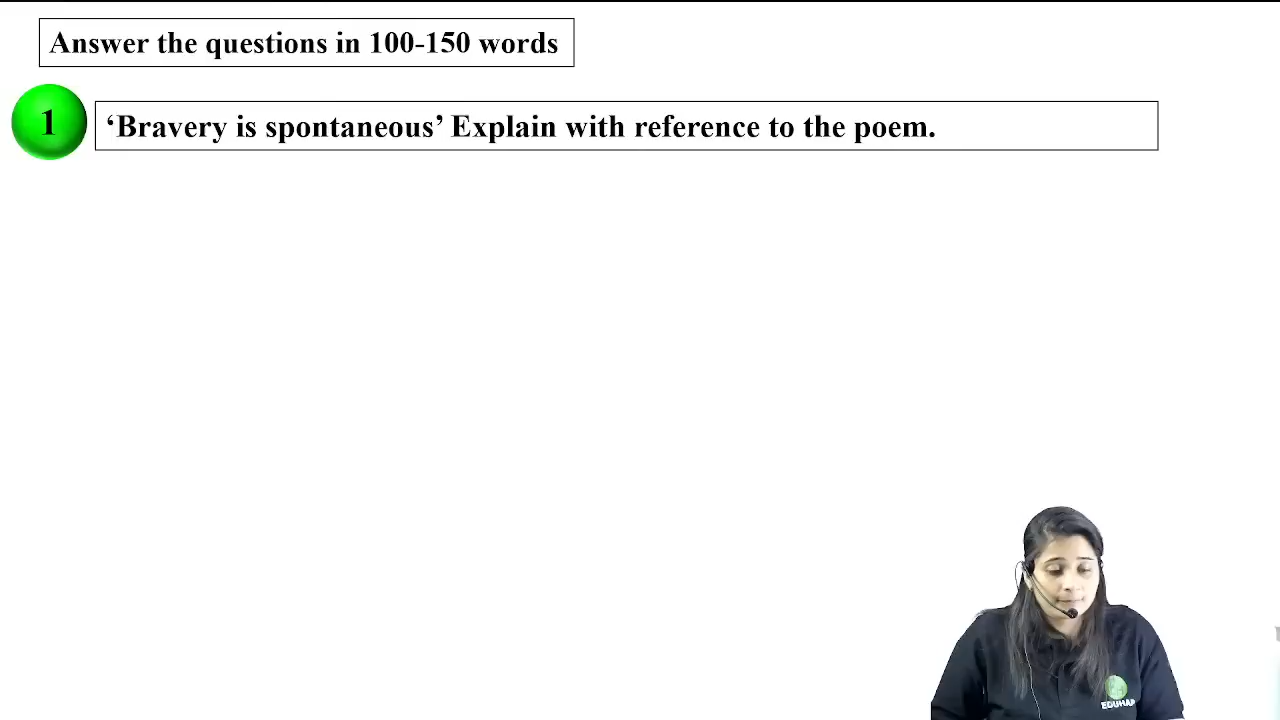 Answer the questions in 100-150 words
1
‘Bravery is spontaneous’ Explain with reference to the poem.